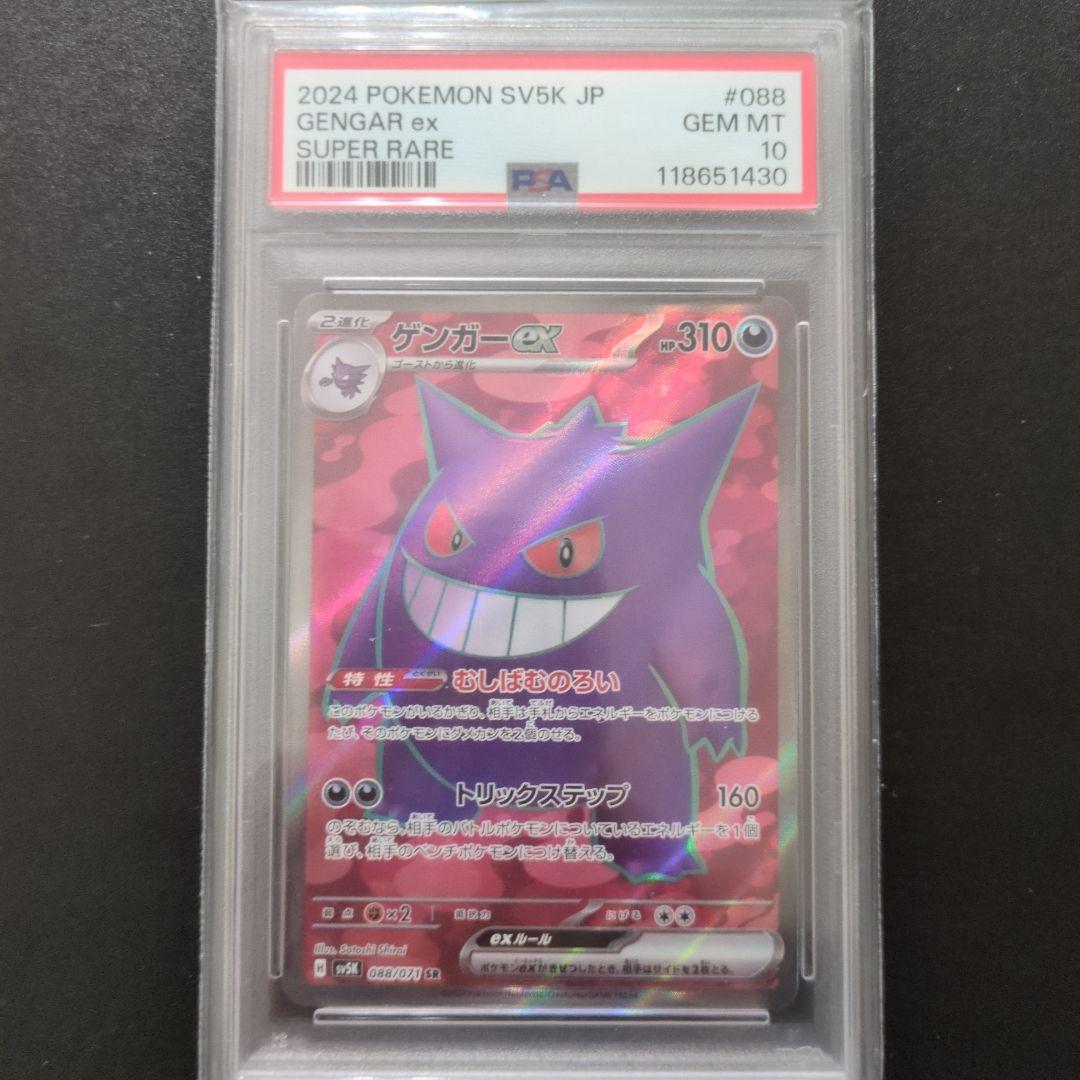 2024 POKEMON SV5K JP #088
GENGAR ex GEM MT
SUPER RARE 10
PSA 118651430
2進化 ゲンガーex HP310
ゴーストから進化
特性 とくせい むしばむのろい
このポケモンがいるかぎり、相手は手札からエネルギーをポケモンにつける
たび、そのポケモンにダメカンを2個のせる。
トリックステップ 160
のぞむなら、相手のバトルポケモンについているエネルギーを1個
選び、相手のベンチポケモンにつけ替える。
弱点 ×2 抵抗力 にげる
exルール
ポケモンexがきぜつしたとき、相手はサイドを2枚とる。
Illus. Satoshi Shirai
H sv5K 088/071 SR